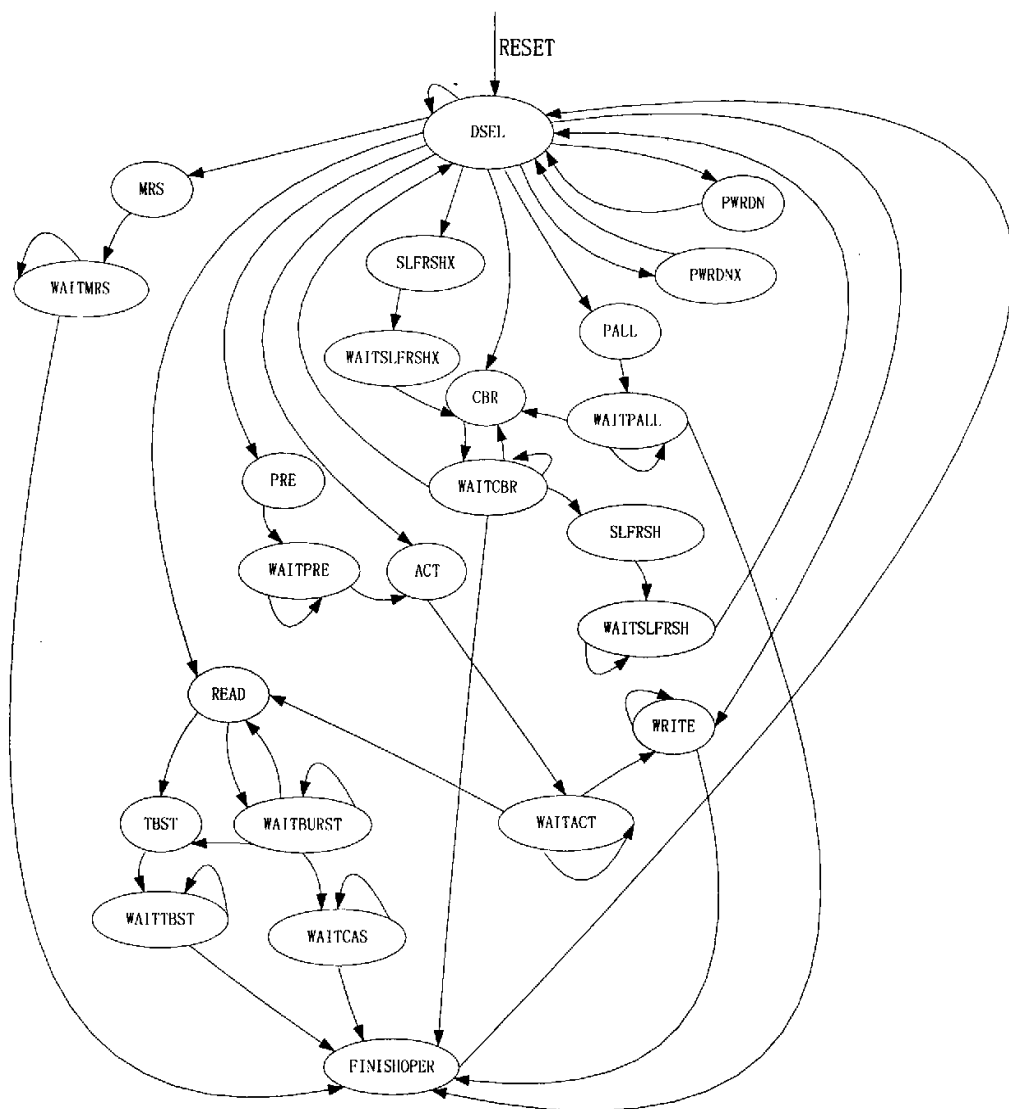 RESET
DSEL
MRS
PWRDN
SLFRSHX
PWRDNX
WAITMRS
PALL
WAITSLFRSHX
CBR
WAITPALL
PRE
WAITCBR
SLFRSH
WAITPRE
ACT
WAITSLFRSH
READ
WRITE
TBST
WAITBURST
WAITACT
WAITTBST
WAITCAS
FINISHOPER